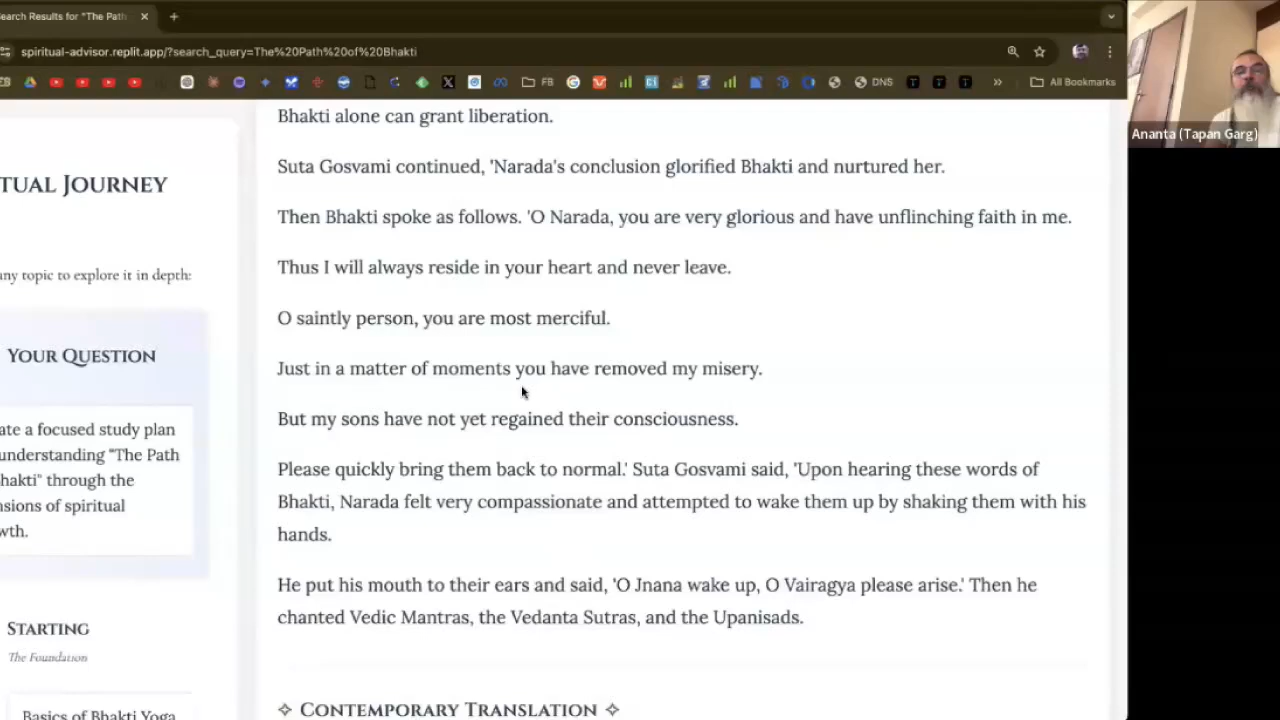 earch Results for "The Path
spiritual-advisor.replit.app/?search_query=The%20Path%20of%20Bhakti
FB
DNS
All Bookmarks
Ananta (Tapan Garg)
TUAL JOURNEY
any topic to explore it in depth:
YOUR QUESTION
ate a focused study plan
understanding "The Path
hakti" through the
nsions of spiritual
wth.
STARTING
The Foundation
Basics of Bhakti Yoga
Bhakti alone can grant liberation.
Suta Gosvami continued, 'Narada's conclusion glorified Bhakti and nurtured her.
Then Bhakti spoke as follows. 'O Narada, you are very glorious and have unflinching faith in me.
Thus I will always reside in your heart and never leave.
O saintly person, you are most merciful.
Just in a matter of moments you have removed my misery.
But my sons have not yet regained their consciousness.
Please quickly bring them back to normal.' Suta Gosvami said, 'Upon hearing these words of
Bhakti, Narada felt very compassionate and attempted to wake them up by shaking them with his
hands.
He put his mouth to their ears and said, 'O Jnana wake up, O Vairagya please arise.' Then he
chanted Vedic Mantras, the Vedanta Sutras, and the Upanisads.
✧ CONTEMPORARY TRANSLATION ✧